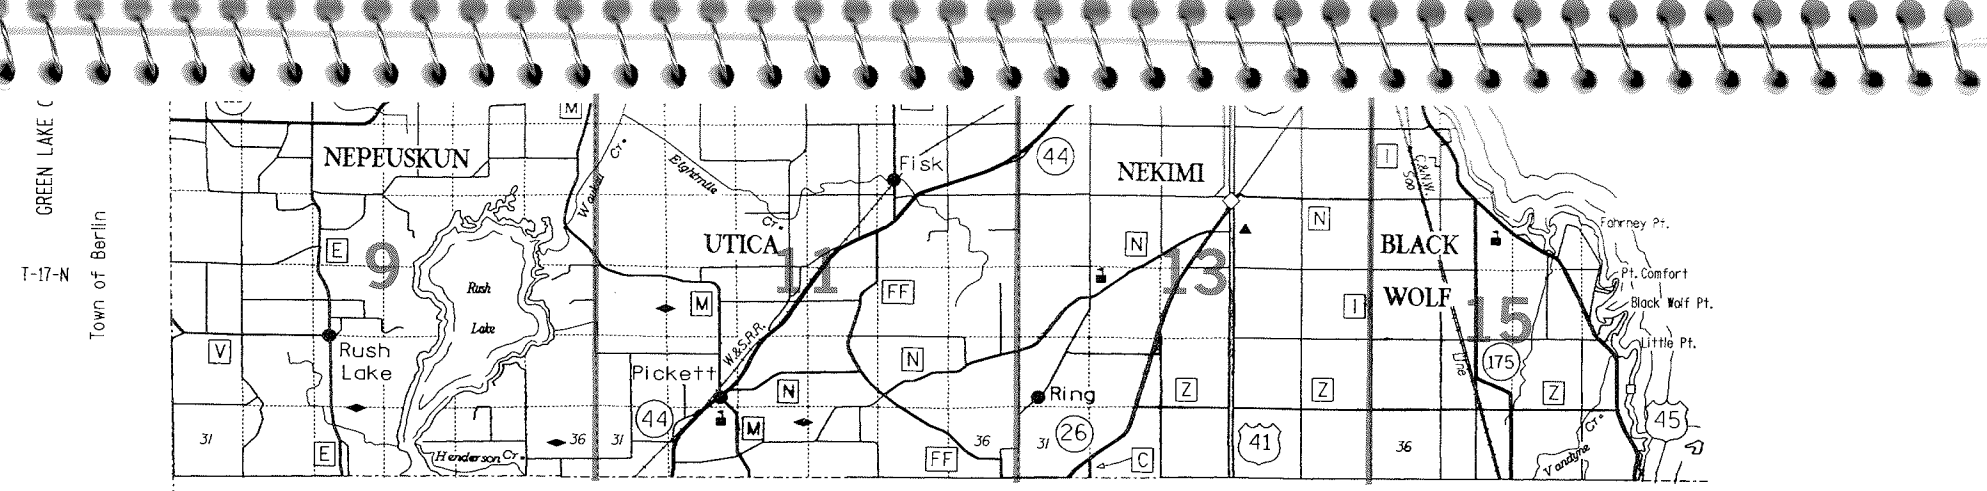 GREEN LAKE C
Town of Berlin
T-17-N
NEPEUSKUN
M
E
9
Rush
Lake
Rush
Lake
V
31
E
Henderson Cr.
36
31
Cr.
Eightmile
Cr.
Fisk
UTICA
11
M
FF
W.&S.R.R.
Pickett
N
N
44
M
FF
36
44
NEKIMI
N
N
13
Ring
31
26
C
Z
Z
41
I
C&N.W.
Soo
Line
BLACK
WOLF
I
15
175
Z
36
Fahrney Pt.
Pt. Comfort
Black Wolf Pt.
Little Pt.
45
Vandyne
Cr.